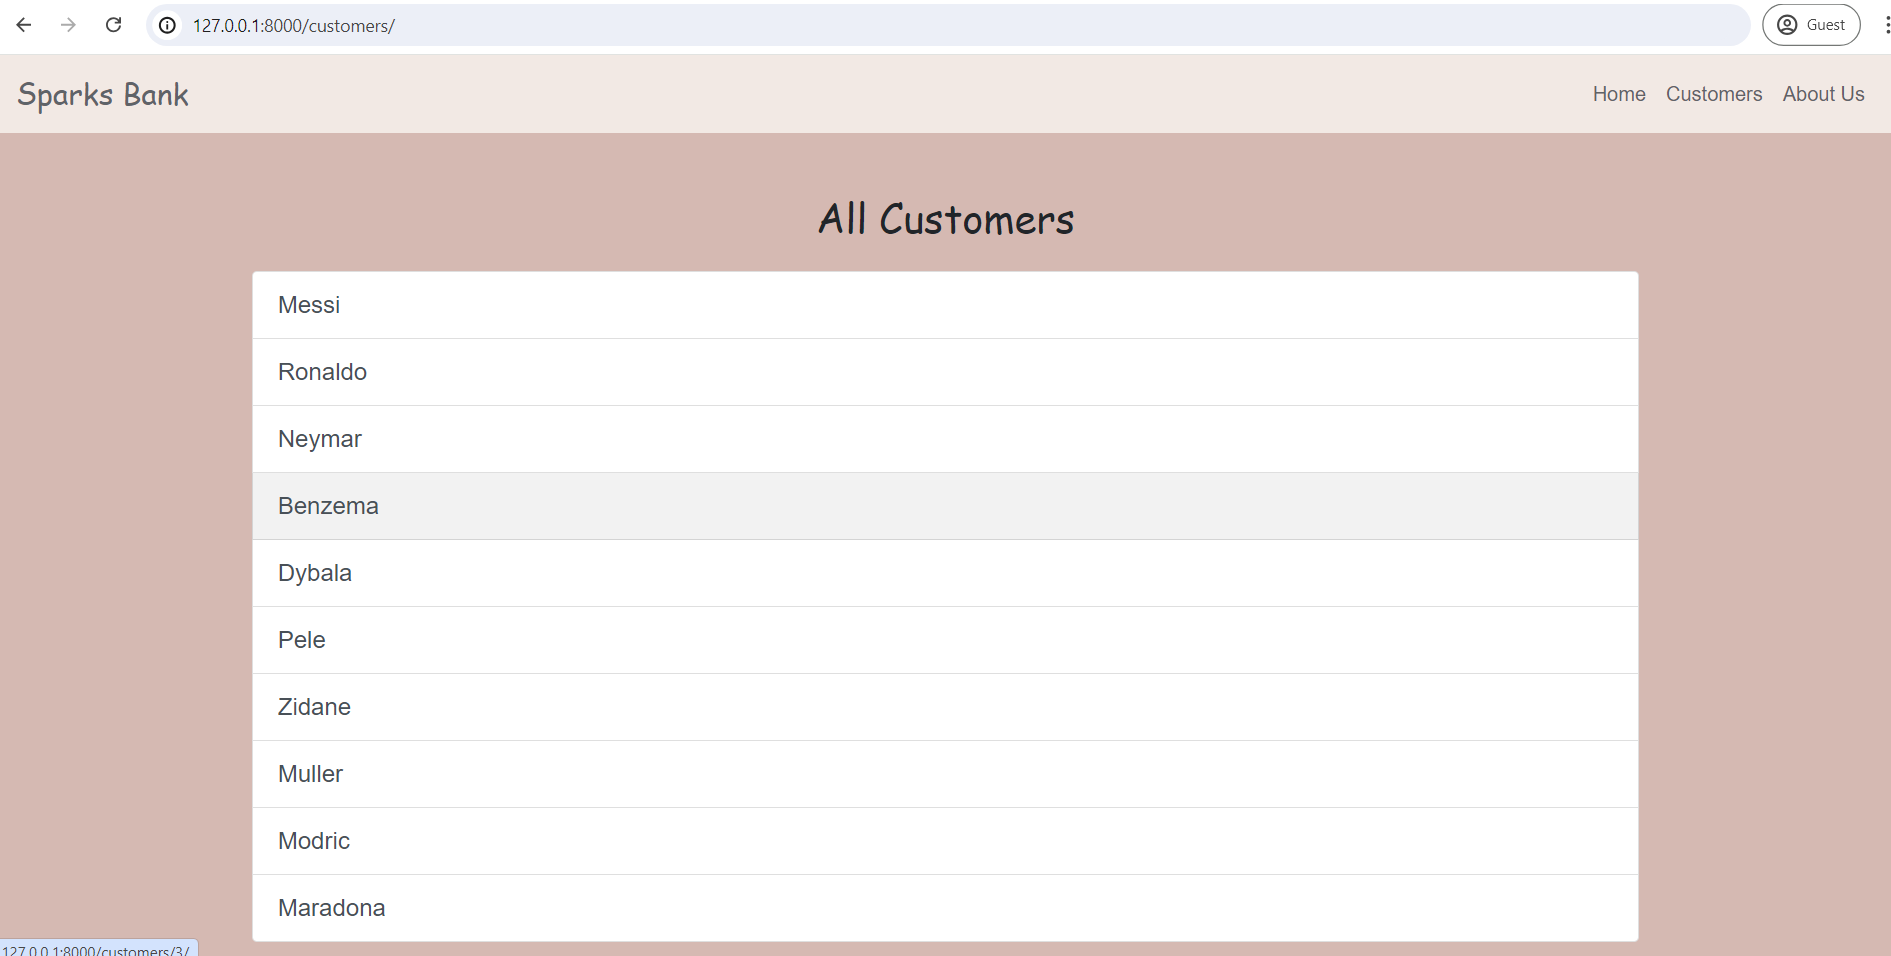 127.0.0.1:8000/customers/
Guest
Sparks Bank
Home Customers About Us
All Customers
Messi
Ronaldo
Neymar
Benzema
Dybala
Pele
Zidane
Muller
Modric
Maradona
127.0.0.1:8000/customers/3/